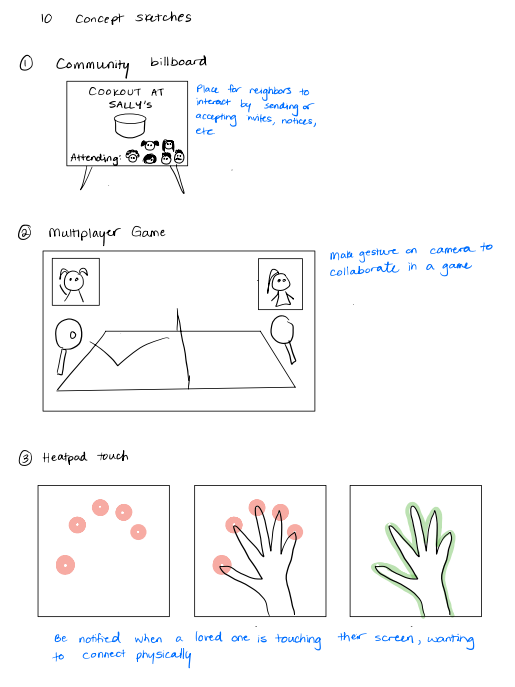 10 Concept sketches
① Community billboard
COOKOUT AT
SALLY'S
Attending:
Place for neighbors to
interact by sending or
accepting invites, notices,
etc
② Multiplayer Game
Make gesture on camera to
collaborate in a game
③ Heatpad touch
Be notified when a loved one is touching their screen, wanting
to connect physically